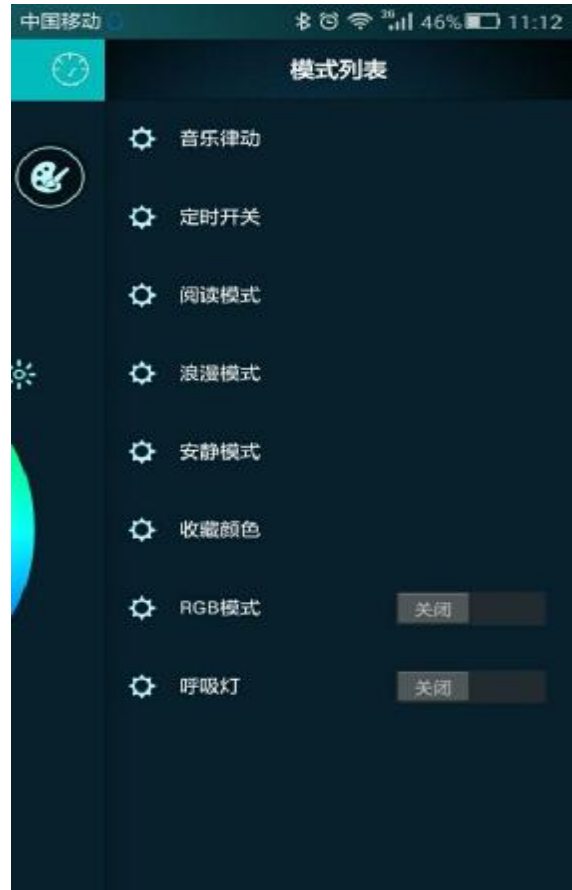 中国移动 2G 46% 11:12
模式列表
音乐律动
定时开关
阅读模式
浪漫模式
安静模式
收藏颜色
RGB模式 关闭
呼吸灯 关闭